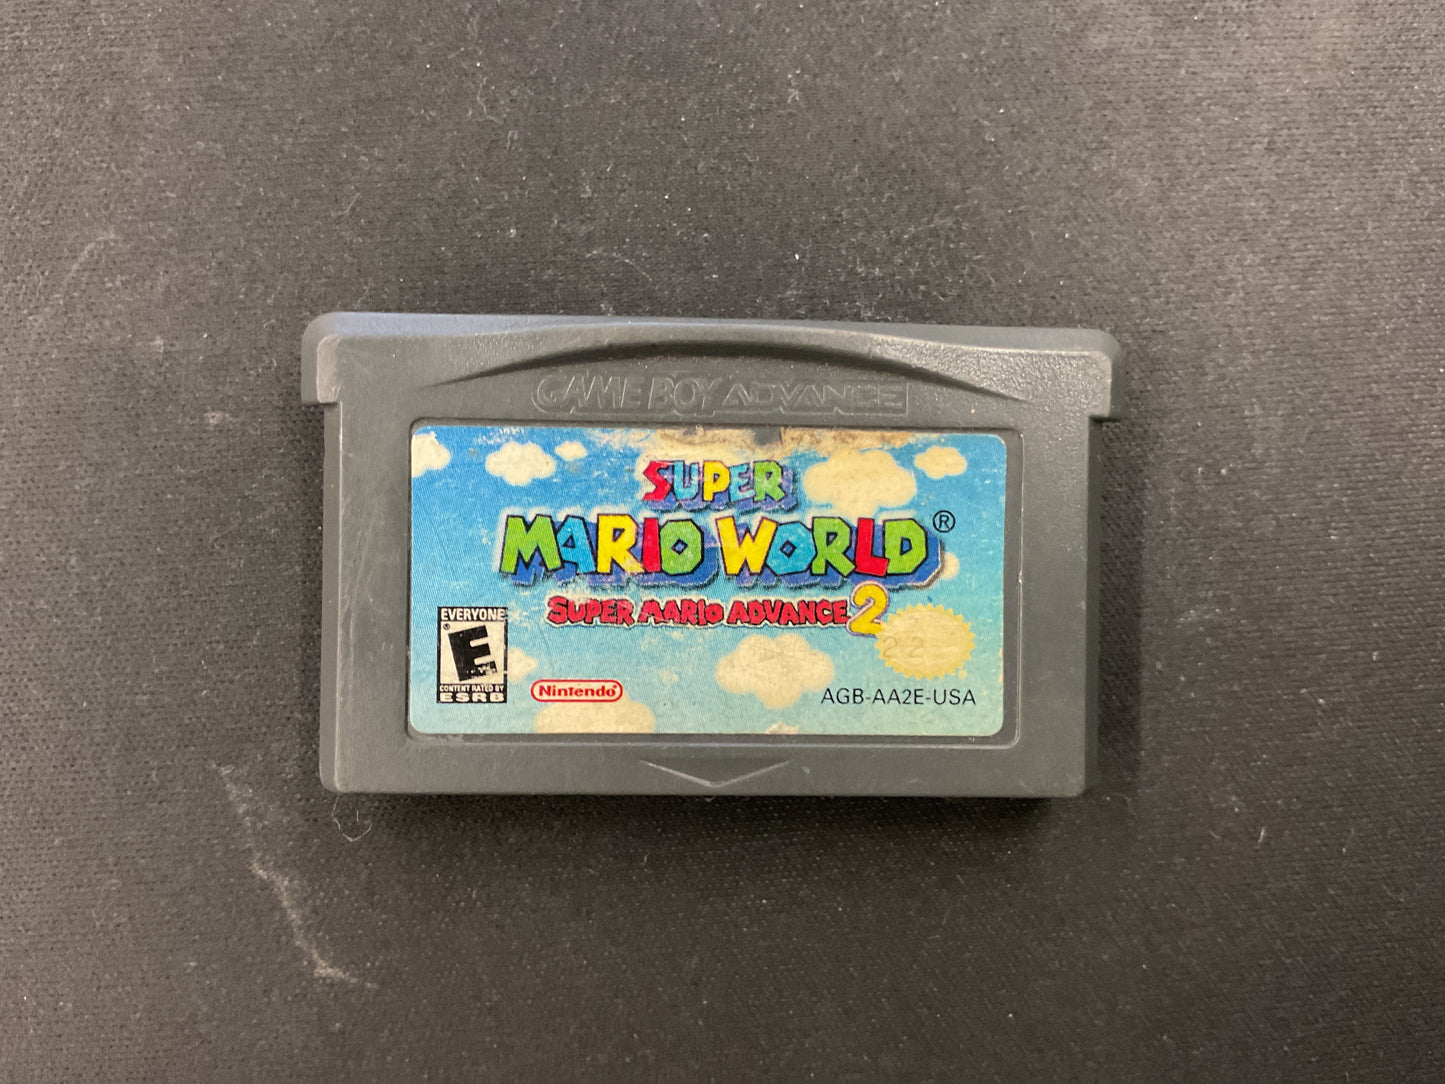 GAME BOY ADVANCE
SUPER
MARIO WORLD®
SUPER MARIO ADVANCE 2
EVERYONE
E
CONTENT RATED BY
ESRB
Nintendo®
22
AGB-AA2E-USA